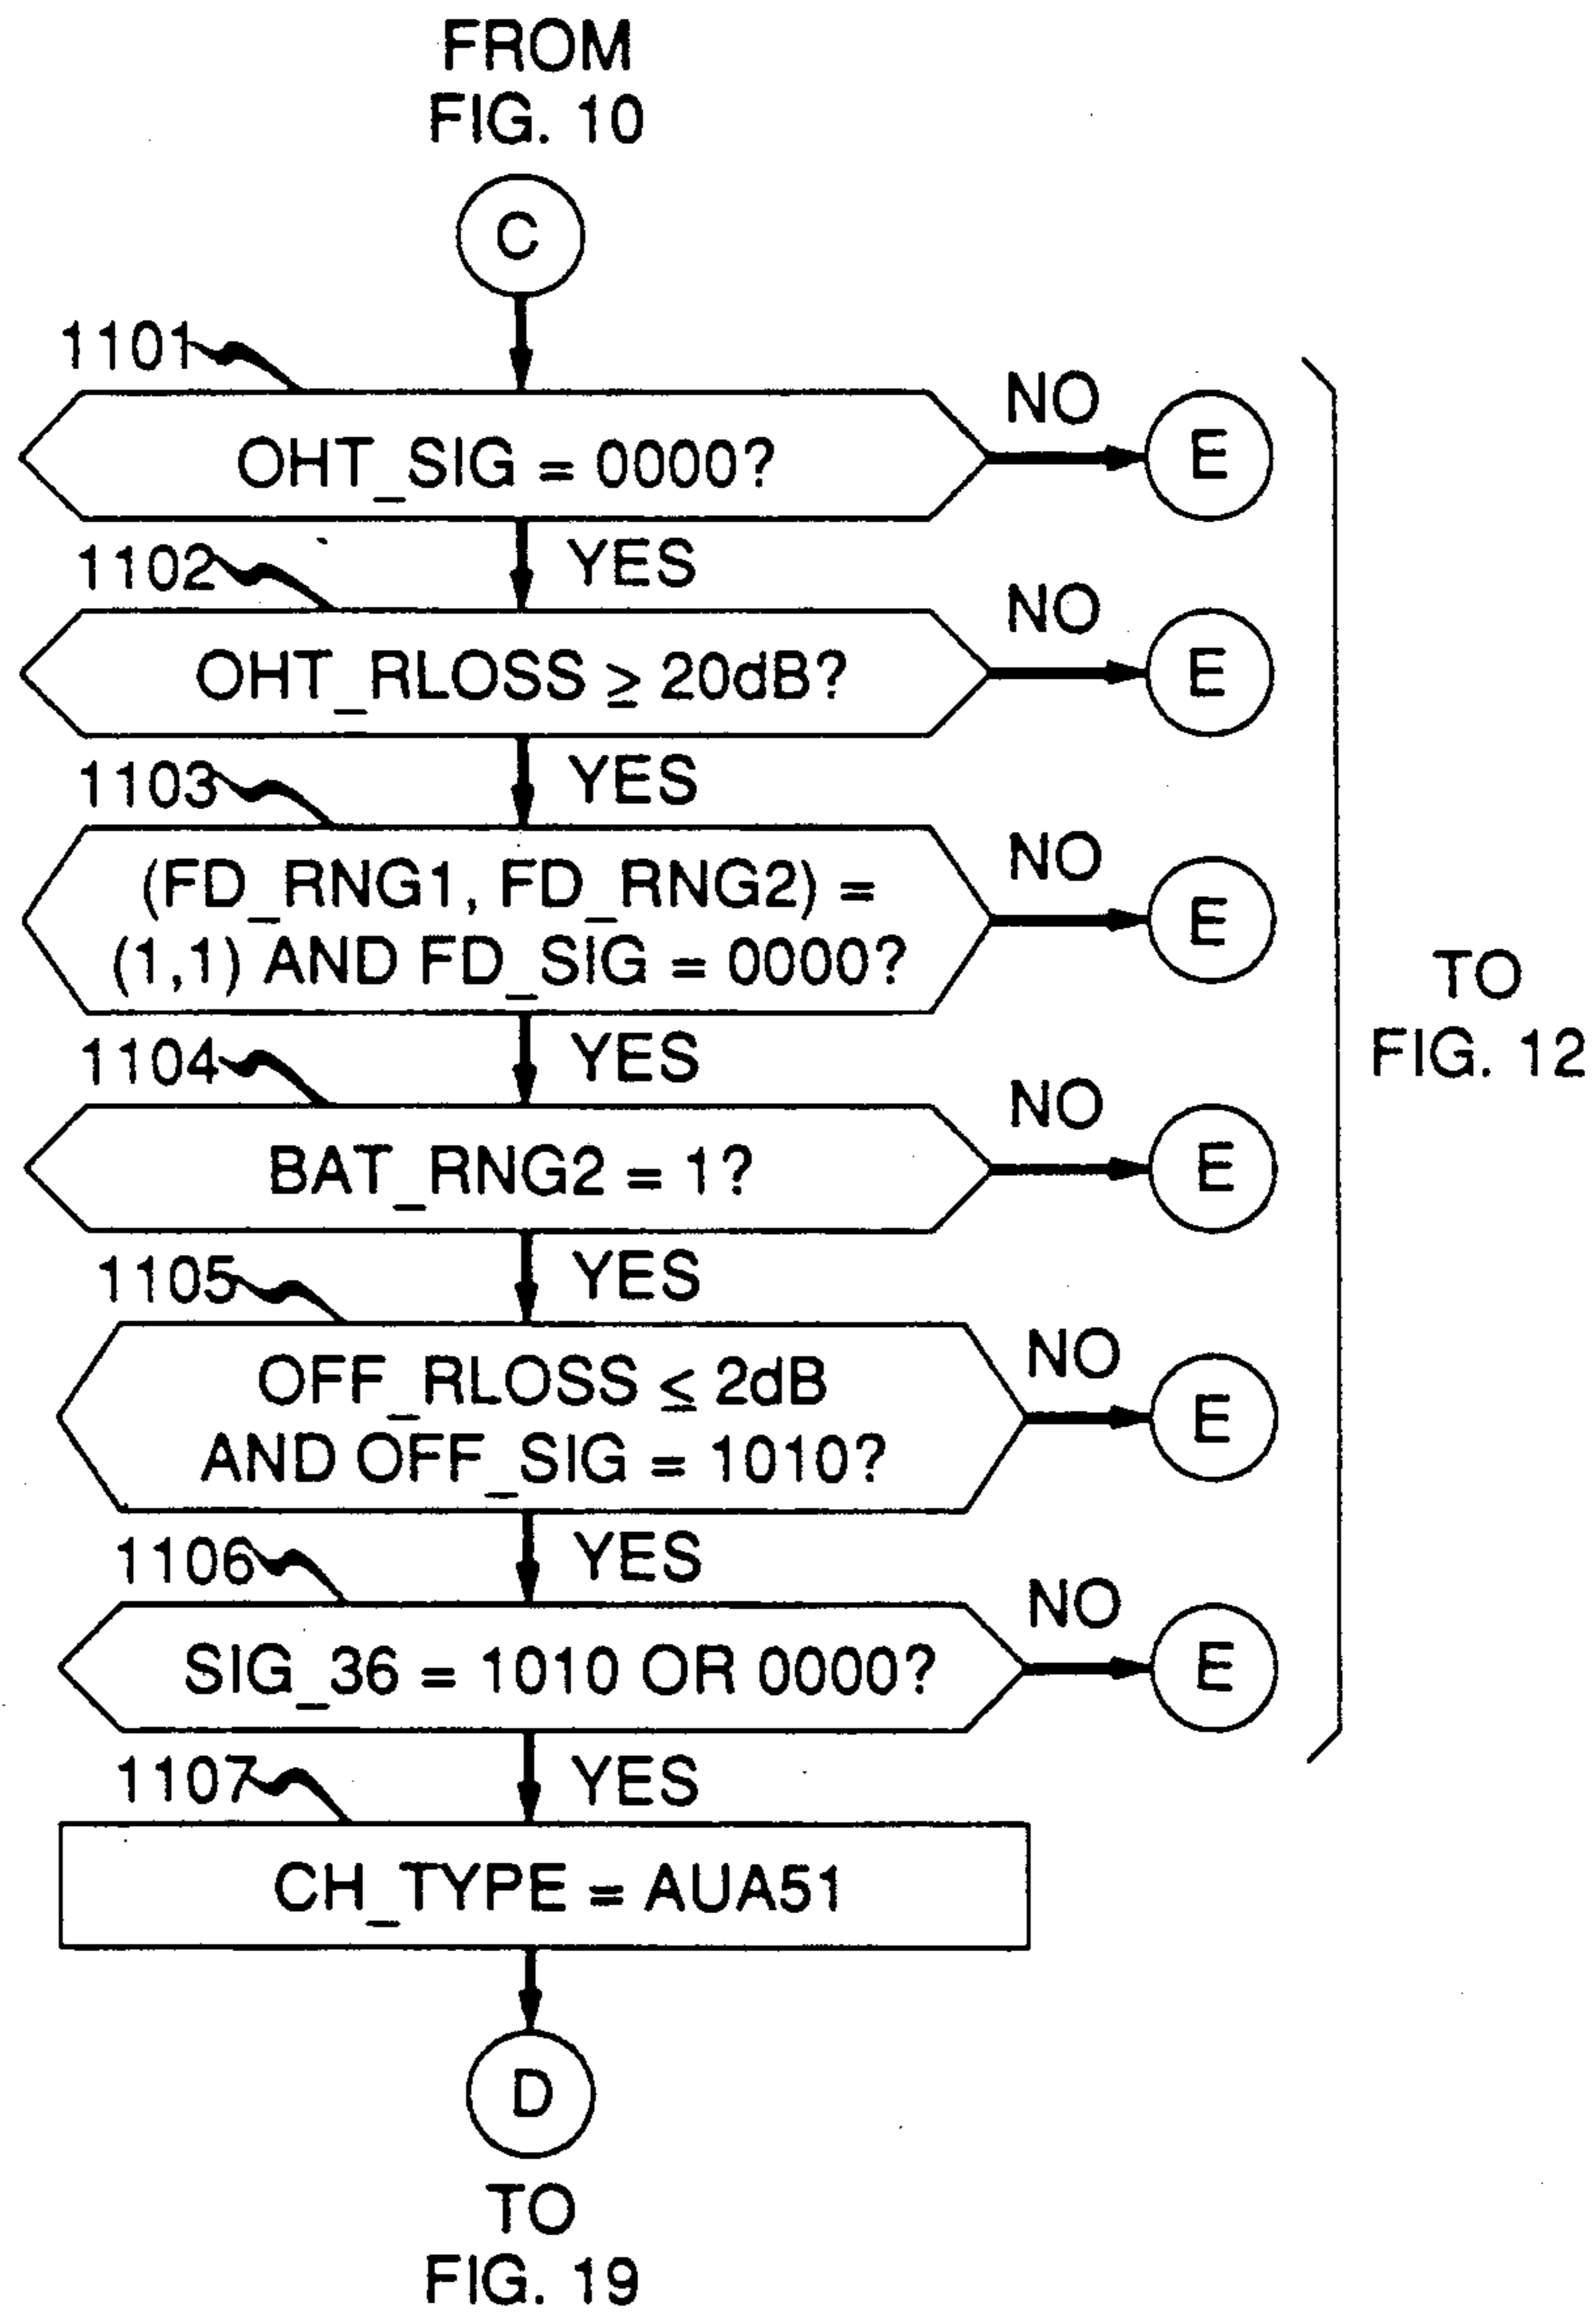 FROM
FIG. 10
C
1101
OHT_SIG = 0000?
NO
E
YES
1102
OHT_RLOSS ≥ 20dB?
NO
E
YES
1103
(FD_RNG1, FD_RNG2) =
(1,1) AND FD_SIG = 0000?
NO
E
YES
1104
BAT_RNG2 = 1?
NO
E
YES
1105
OFF_RLOSS ≤ 2dB
AND OFF_SIG = 1010?
NO
E
YES
1106
SIG_36 = 1010 OR 0000?
NO
E
YES
TO
FIG. 12
1107
CH_TYPE = AUA51
D
TO
FIG. 19